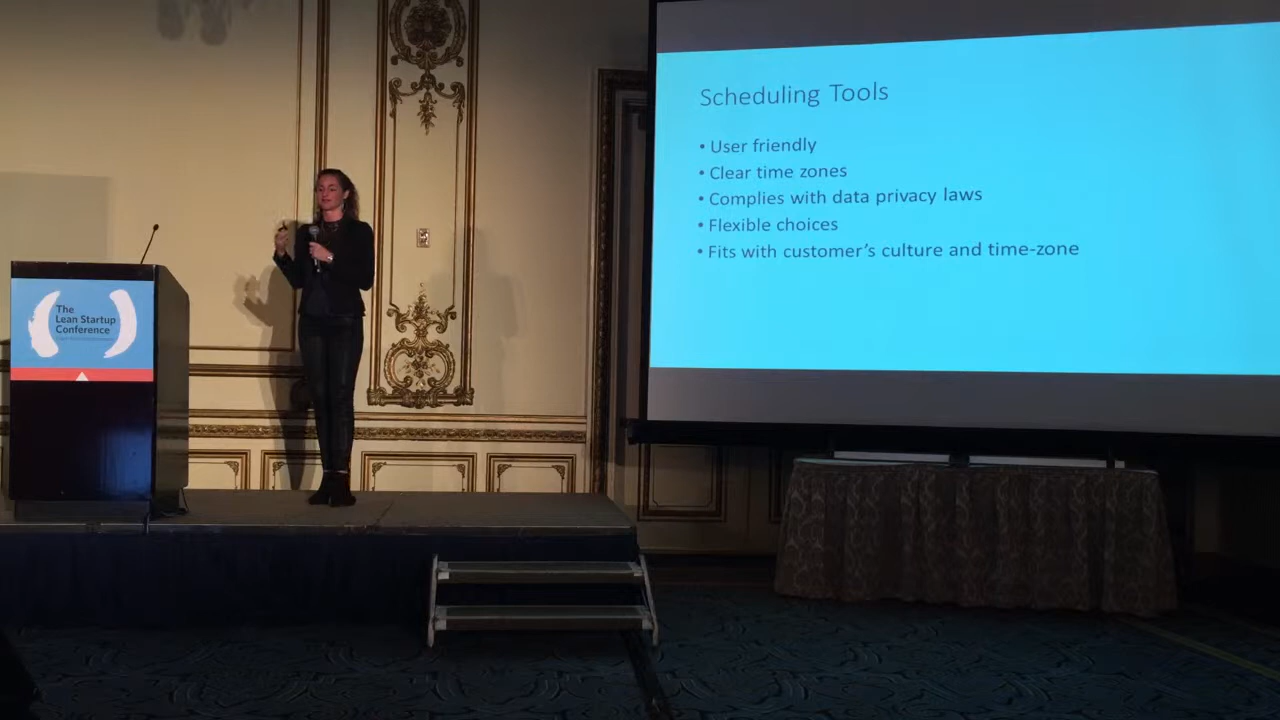 Scheduling Tools
• User friendly
• Clear time zones
• Complies with data privacy laws
• Flexible choices
• Fits with customer's culture and time-zone
The
Lean Startup
Conference